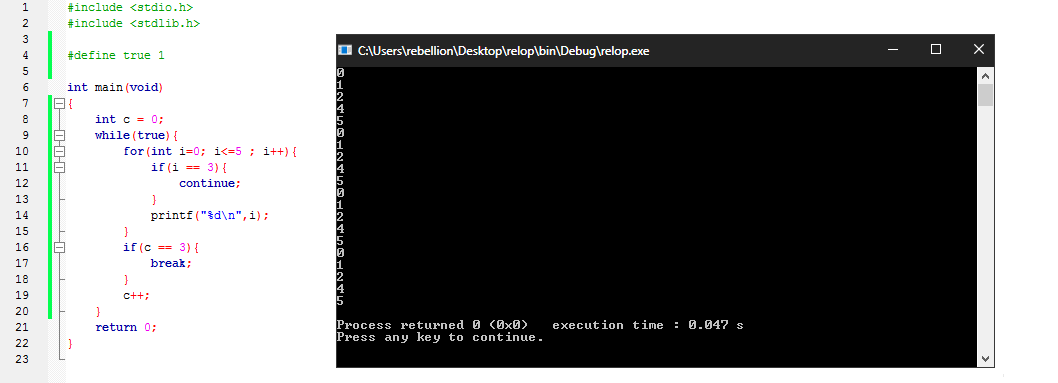 1 #include <stdio.h>
2 #include <stdlib.h>
3
4 #define true 1
5
6 int main(void)
7 {
8 int c = 0;
9 while(true){
10 for(int i=0; i<=5 ; i++){
11 if(i == 3){
12 continue;
13 }
14 printf("%d\n",i);
15 }
16 if(c == 3){
17 break;
18 }
19 c++;
20 }
21 return 0;
22 }
23
C:\Users\rebellion\Desktop\relop\bin\Debug\relop.exe
0
1
2
4
5
0
1
2
4
5
0
1
2
4
5
0
1
2
4
5
Process returned 0 (0x0) execution time : 0.047 s
Press any key to continue.